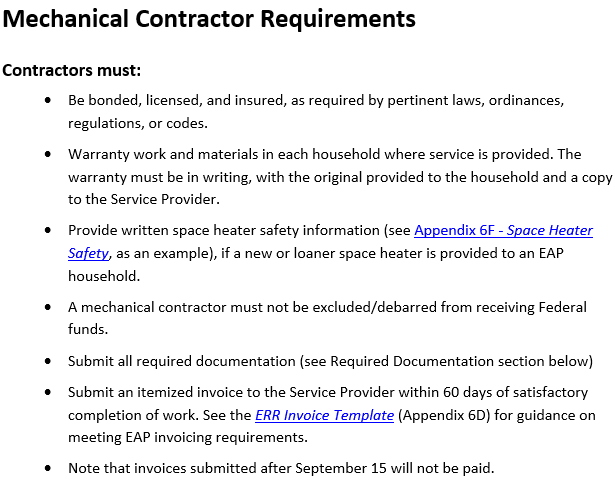 Mechanical Contractor Requirements
Contractors must:
• Be bonded, licensed, and insured, as required by pertinent laws, ordinances,
regulations, or codes.
• Warranty work and materials in each household where service is provided. The
warranty must be in writing, with the original provided to the household and a copy
to the Service Provider.
• Provide written space heater safety information (see Appendix 6F - Space Heater
Safety, as an example), if a new or loaner space heater is provided to an EAP
household.
• A mechanical contractor must not be excluded/debarred from receiving Federal
funds.
• Submit all required documentation (see Required Documentation section below)
• Submit an itemized invoice to the Service Provider within 60 days of satisfactory
completion of work. See the ERR Invoice Template (Appendix 6D) for guidance on
meeting EAP invoicing requirements.
• Note that invoices submitted after September 15 will not be paid.